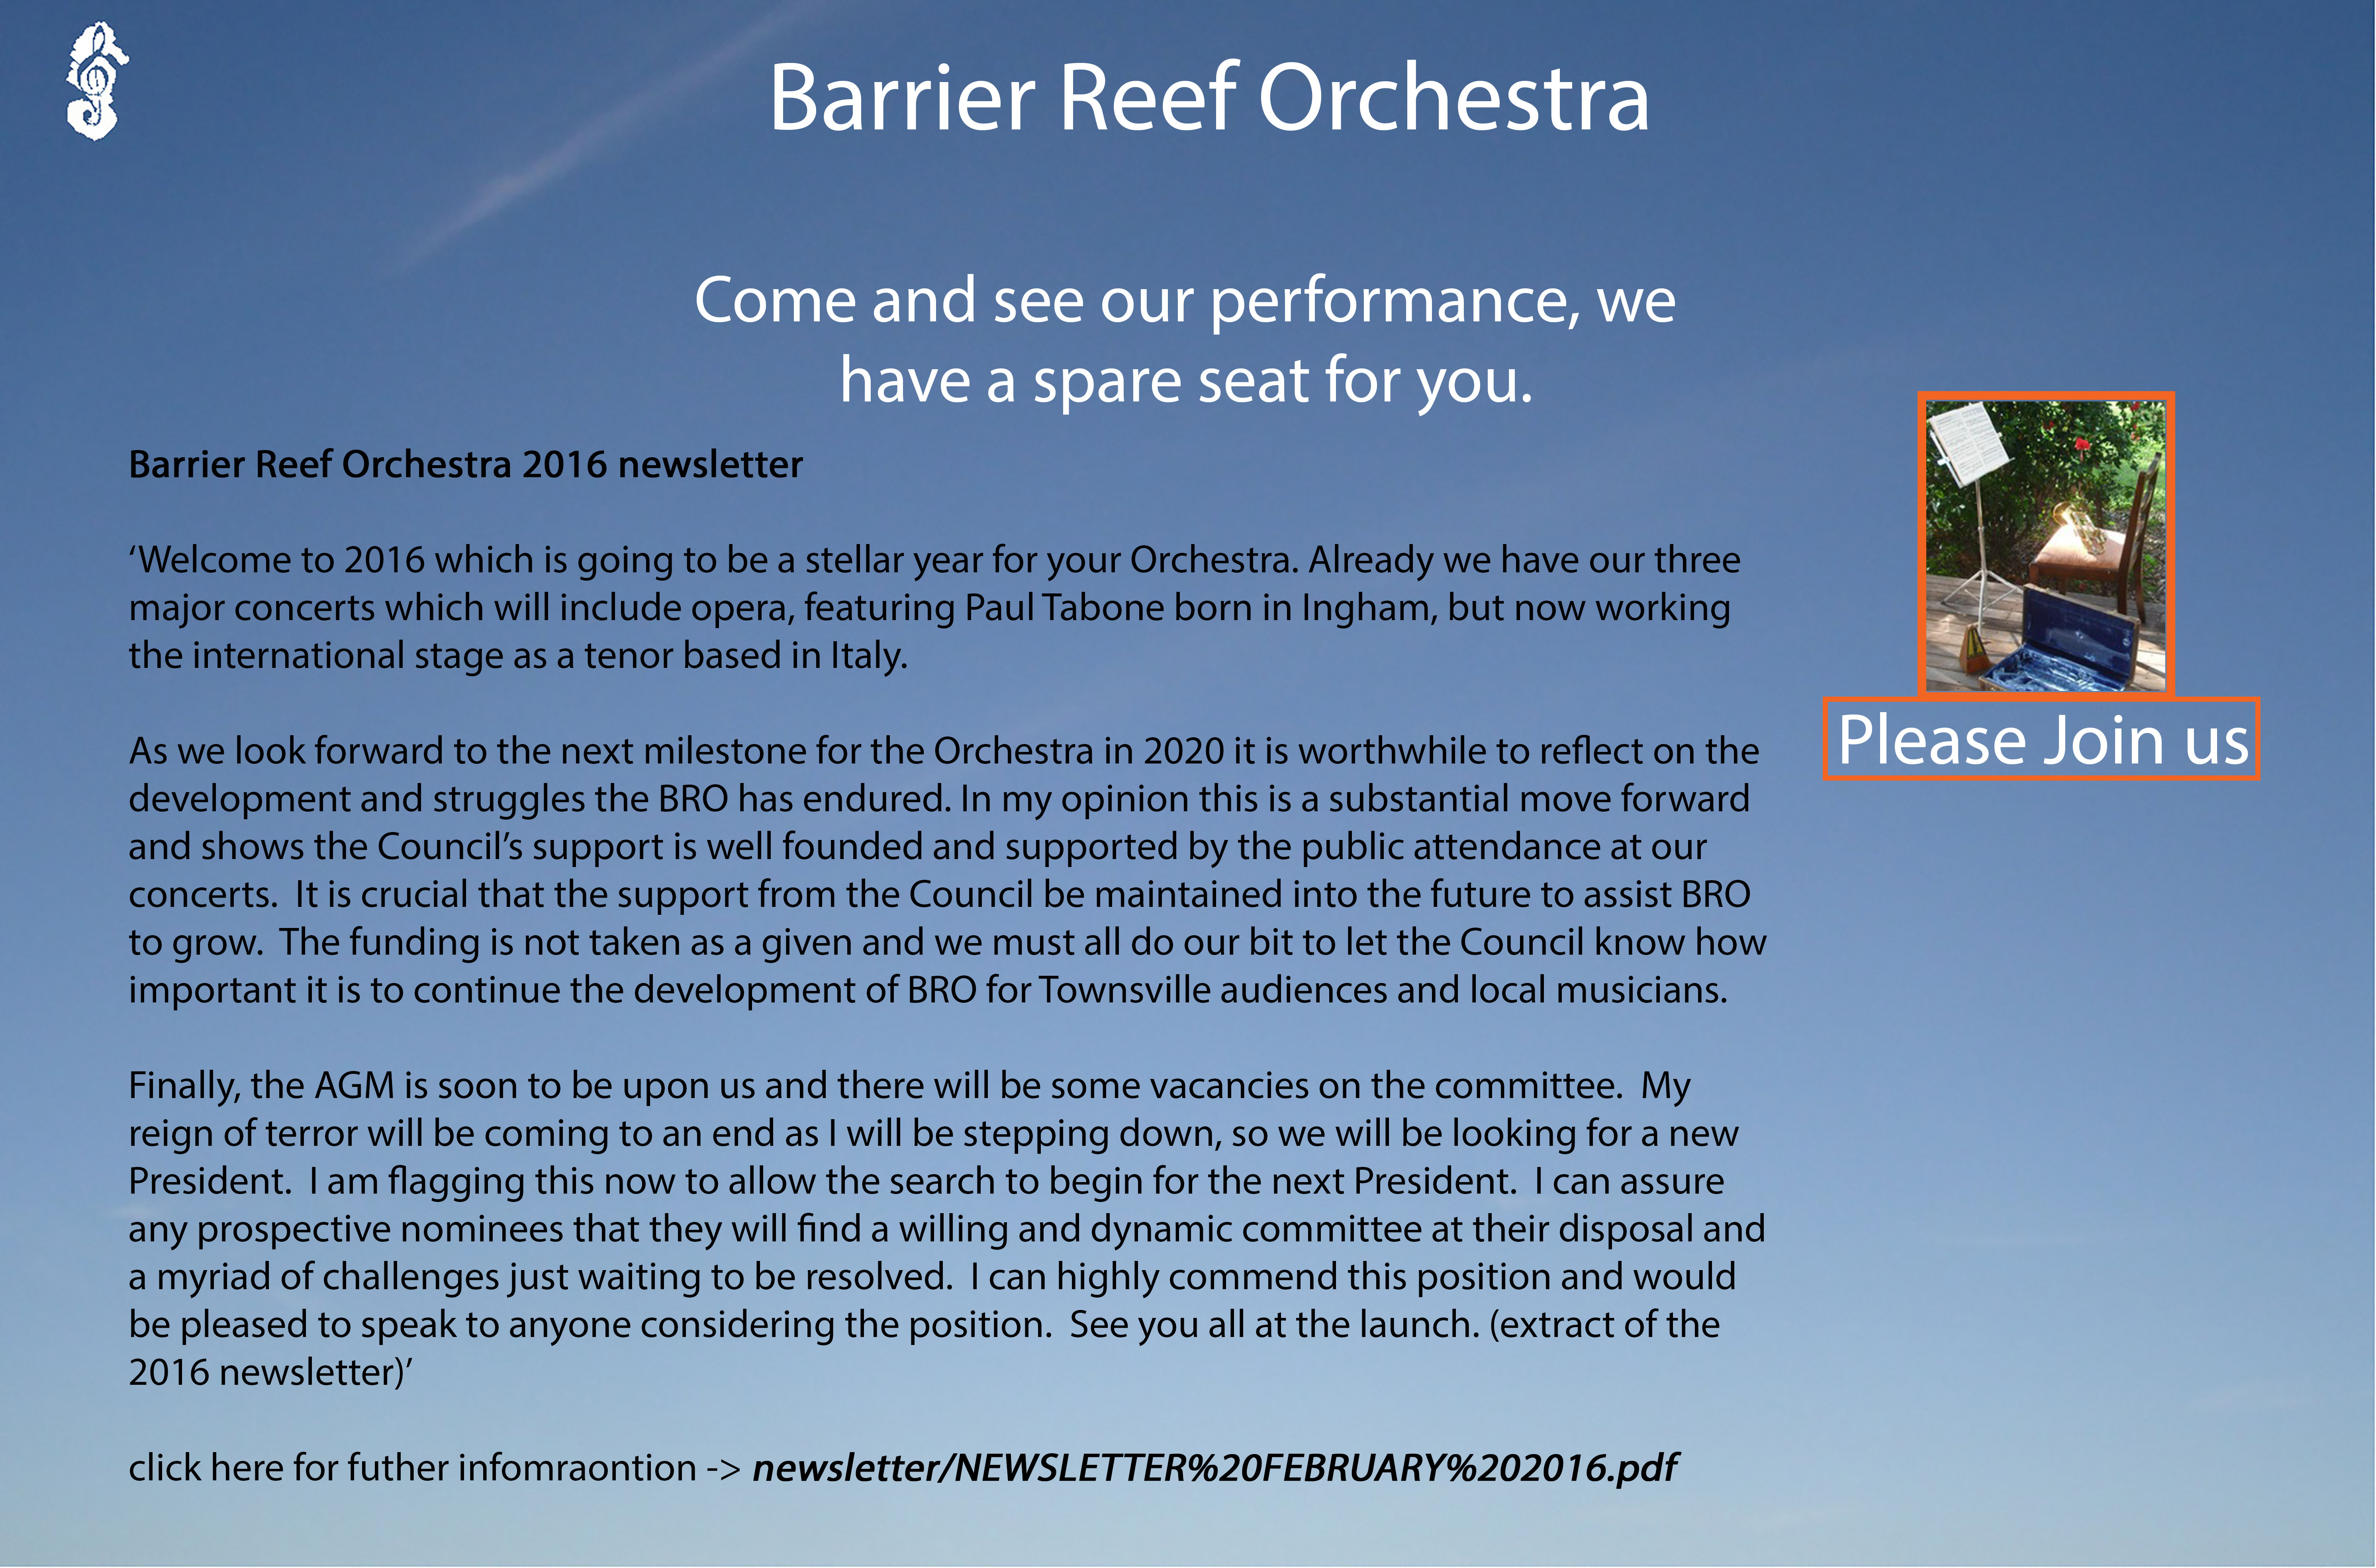 Barrier Reef Orchestra
Come and see our performance, we
have a spare seat for you.
Barrier Reef Orchestra 2016 newsletter
‘Welcome to 2016 which is going to be a stellar year for your Orchestra. Already we have our three
major concerts which will include opera, featuring Paul Tabone born in Ingham, but now working
the international stage as a tenor based in Italy.
As we look forward to the next milestone for the Orchestra in 2020 it is worthwhile to reflect on the
development and struggles the BRO has endured. In my opinion this is a substantial move forward
and shows the Council’s support is well founded and supported by the public attendance at our
concerts.  It is crucial that the support from the Council be maintained into the future to assist BRO
to grow.  The funding is not taken as a given and we must all do our bit to let the Council know how
important it is to continue the development of BRO for Townsville audiences and local musicians.
Finally, the AGM is soon to be upon us and there will be some vacancies on the committee.  My
reign of terror will be coming to an end as I will be stepping down, so we will be looking for a new
President.  I am flagging this now to allow the search to begin for the next President.  I can assure
any prospective nominees that they will find a willing and dynamic committee at their disposal and
a myriad of challenges just waiting to be resolved.  I can highly commend this position and would
be pleased to speak to anyone considering the position.  See you all at the launch. (extract of the
2016 newsletter)’
click here for futher infomraontion -> newsletter/NEWSLETTER%20FEBRUARY%202016.pdf
Please Join us